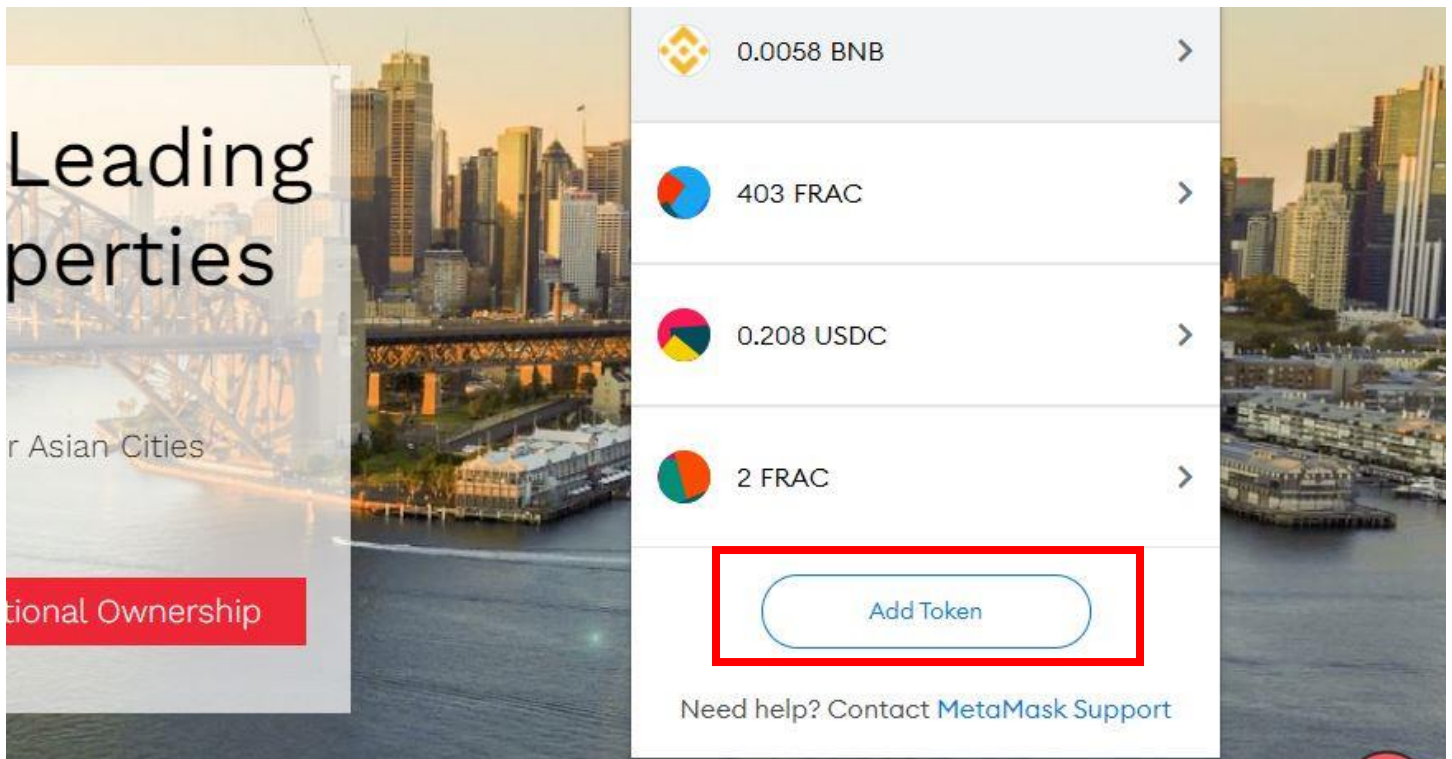 Leading
perties
r Asian Cities
tional Ownership
0.0058 BNB
403 FRAC
0.208 USDC
2 FRAC
Add Token
Need help? Contact MetaMask Support